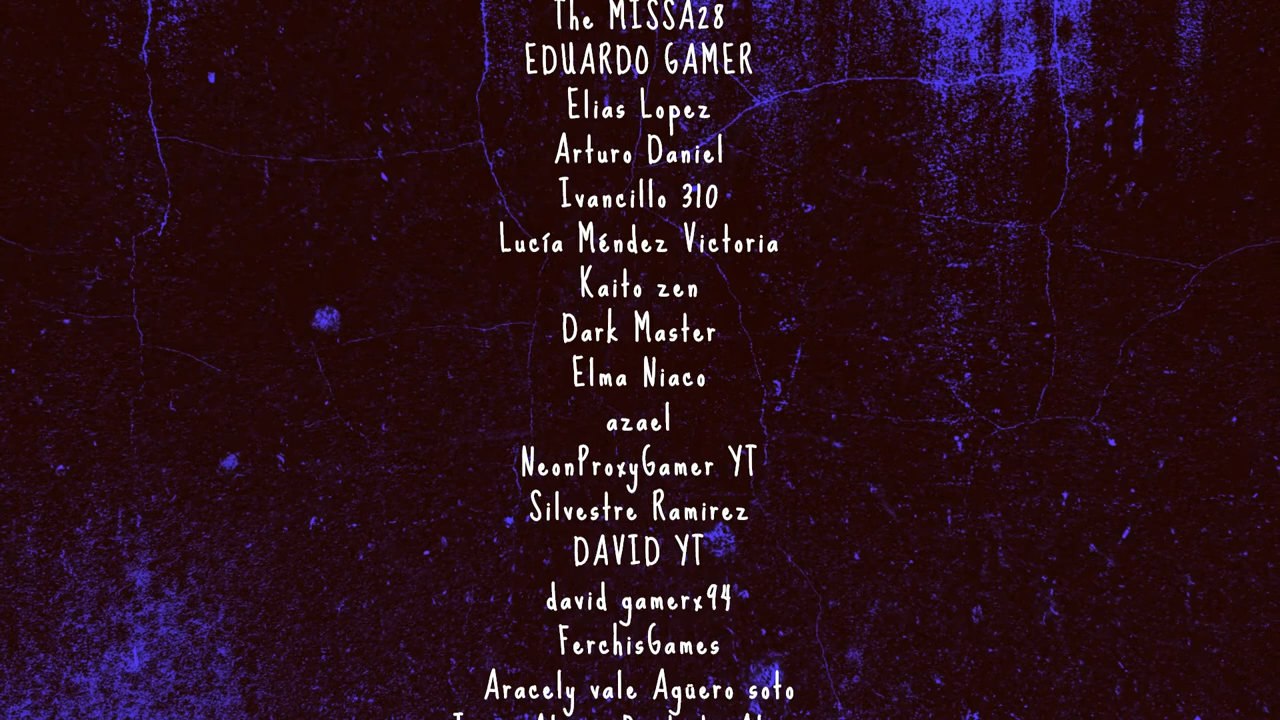 The MISSA28
EDUARDO GAMER
Elias Lopez
Arturo Daniel
Ivancillo 310
Lucía Méndez Victoria
Kaito zen
Dark Master
Elma Niaco
azael
NeonProxyGamer YT
Silvestre Ramirez
DAVID YT
david gamerx94
FerchisGames
Aracely vale Agüero soto